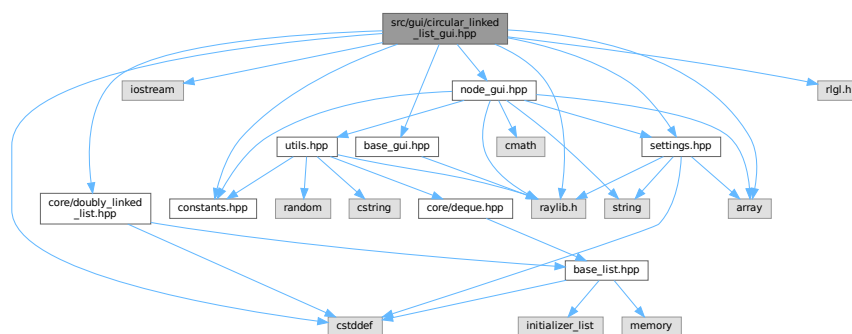 src/gui/circular_linked
_list_gui.hpp
iostream
node_gui.hpp
rlgl.h
utils.hpp
base_gui.hpp
cmath
settings.hpp
core/doubly_linked
_list.hpp
constants.hpp
random
cstring
core/deque.hpp
raylib.h
string
array
base_list.hpp
cstddef
initializer_list
memory